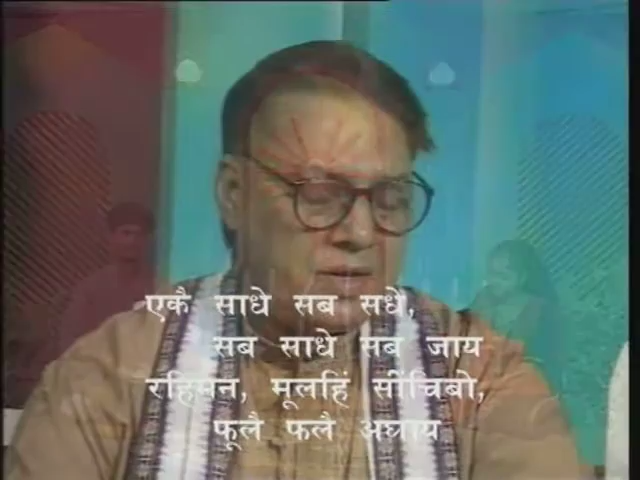 एकै साधे सब सधे,
सब साधे सब जाय
रहिमन, मूलहिं सींचिबो,
फूलै फलै अघाय